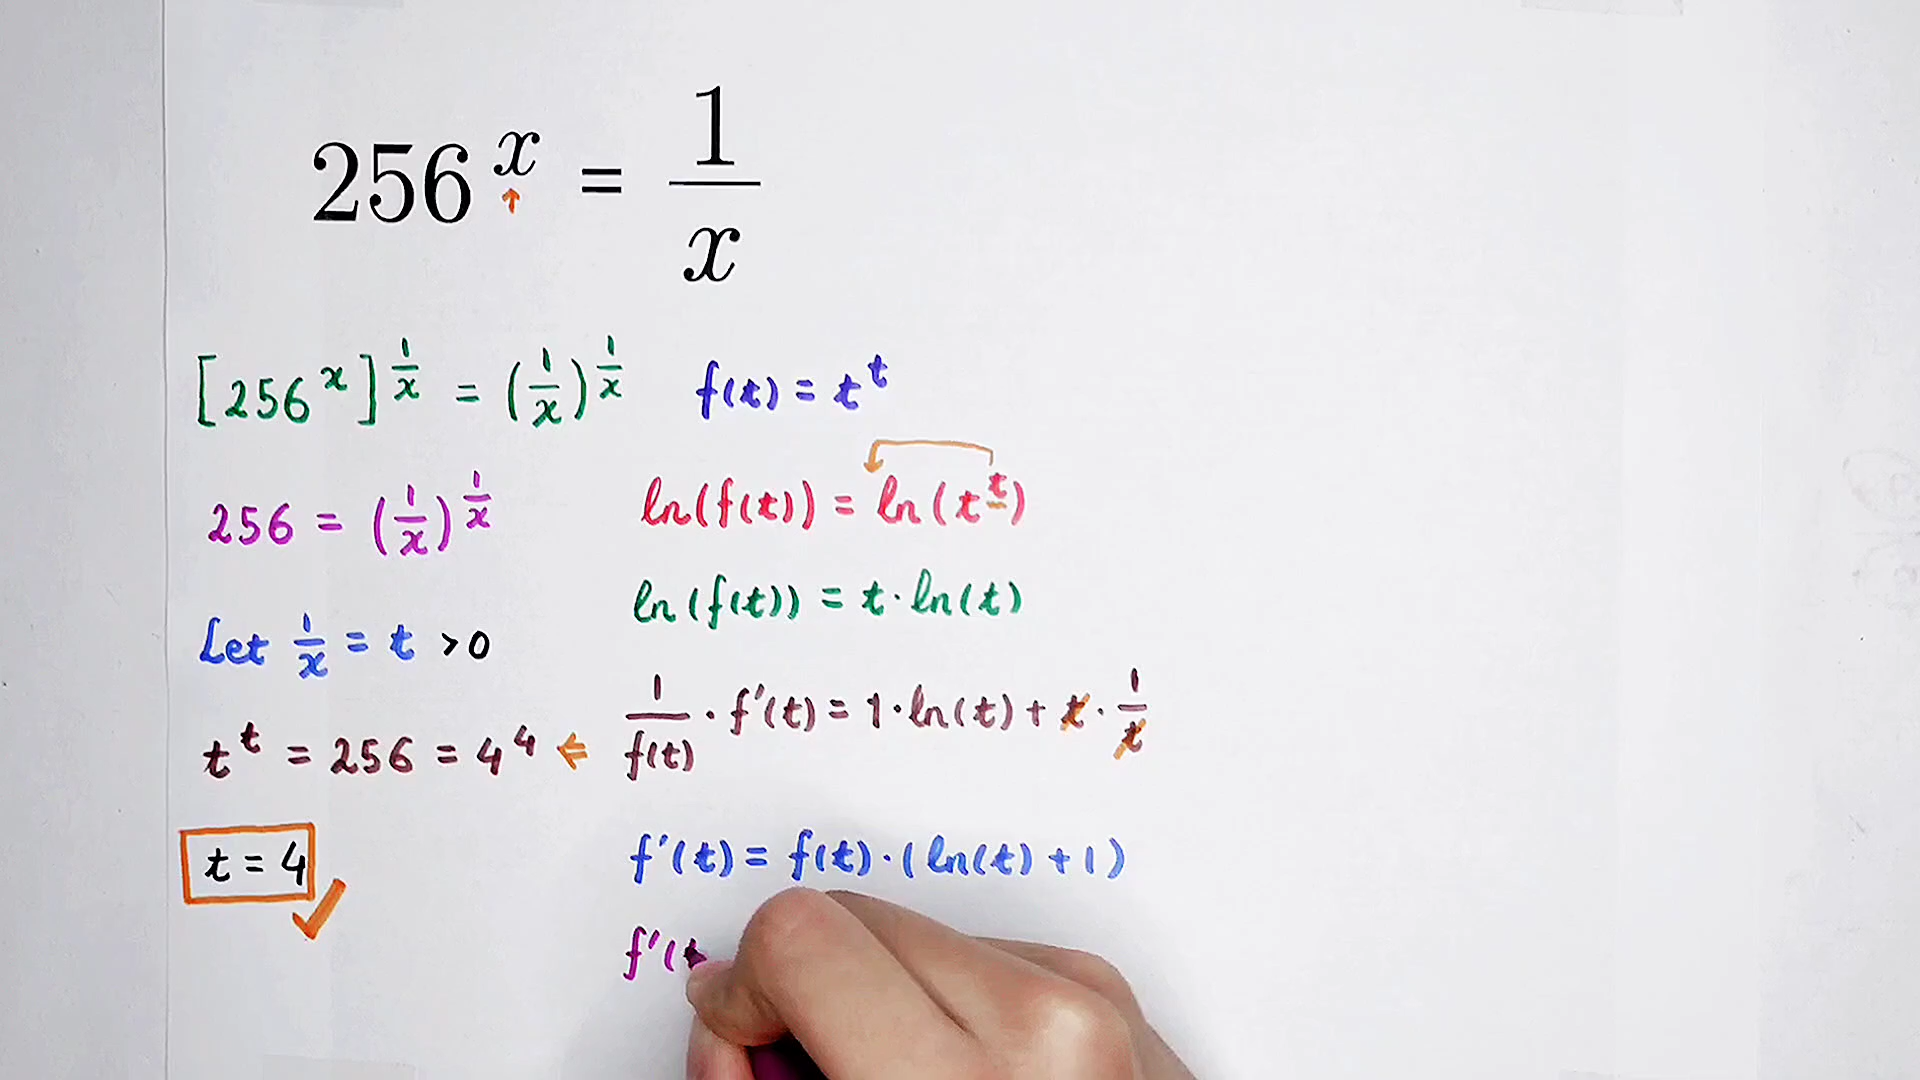 256^x = 1/x
[256^x]^(1/x) = (1/x)^(1/x)
256 = (1/x)^(1/x)
Let 1/x = t > 0
t^t = 256 = 4^4 ⇐
t = 4 ✓
f(t) = t^t
ln(f(t)) = ln(t^t)
ln(f(t)) = t · ln(t)
1/f(t) · f'(t) = 1 · ln(t) + t · 1/t
f'(t) = f(t) · (ln(t) + 1)
f'(t